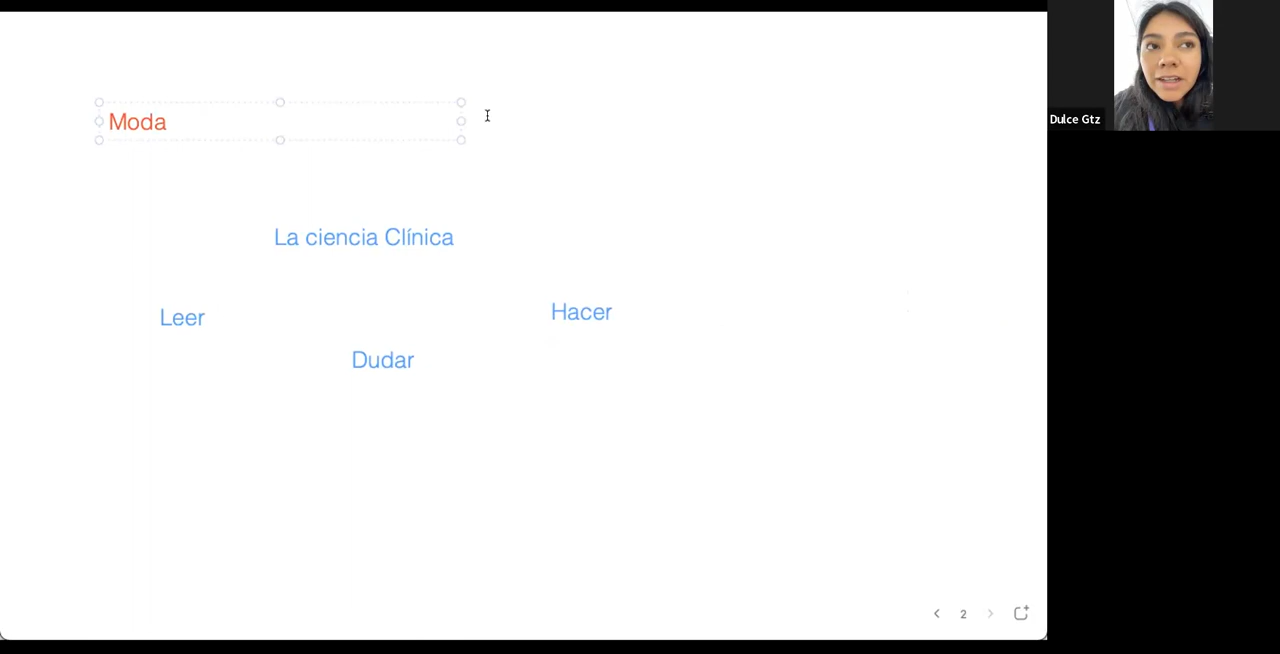 Moda
La ciencia Clínica
Leer
Hacer
Dudar
Dulce Gtz
2